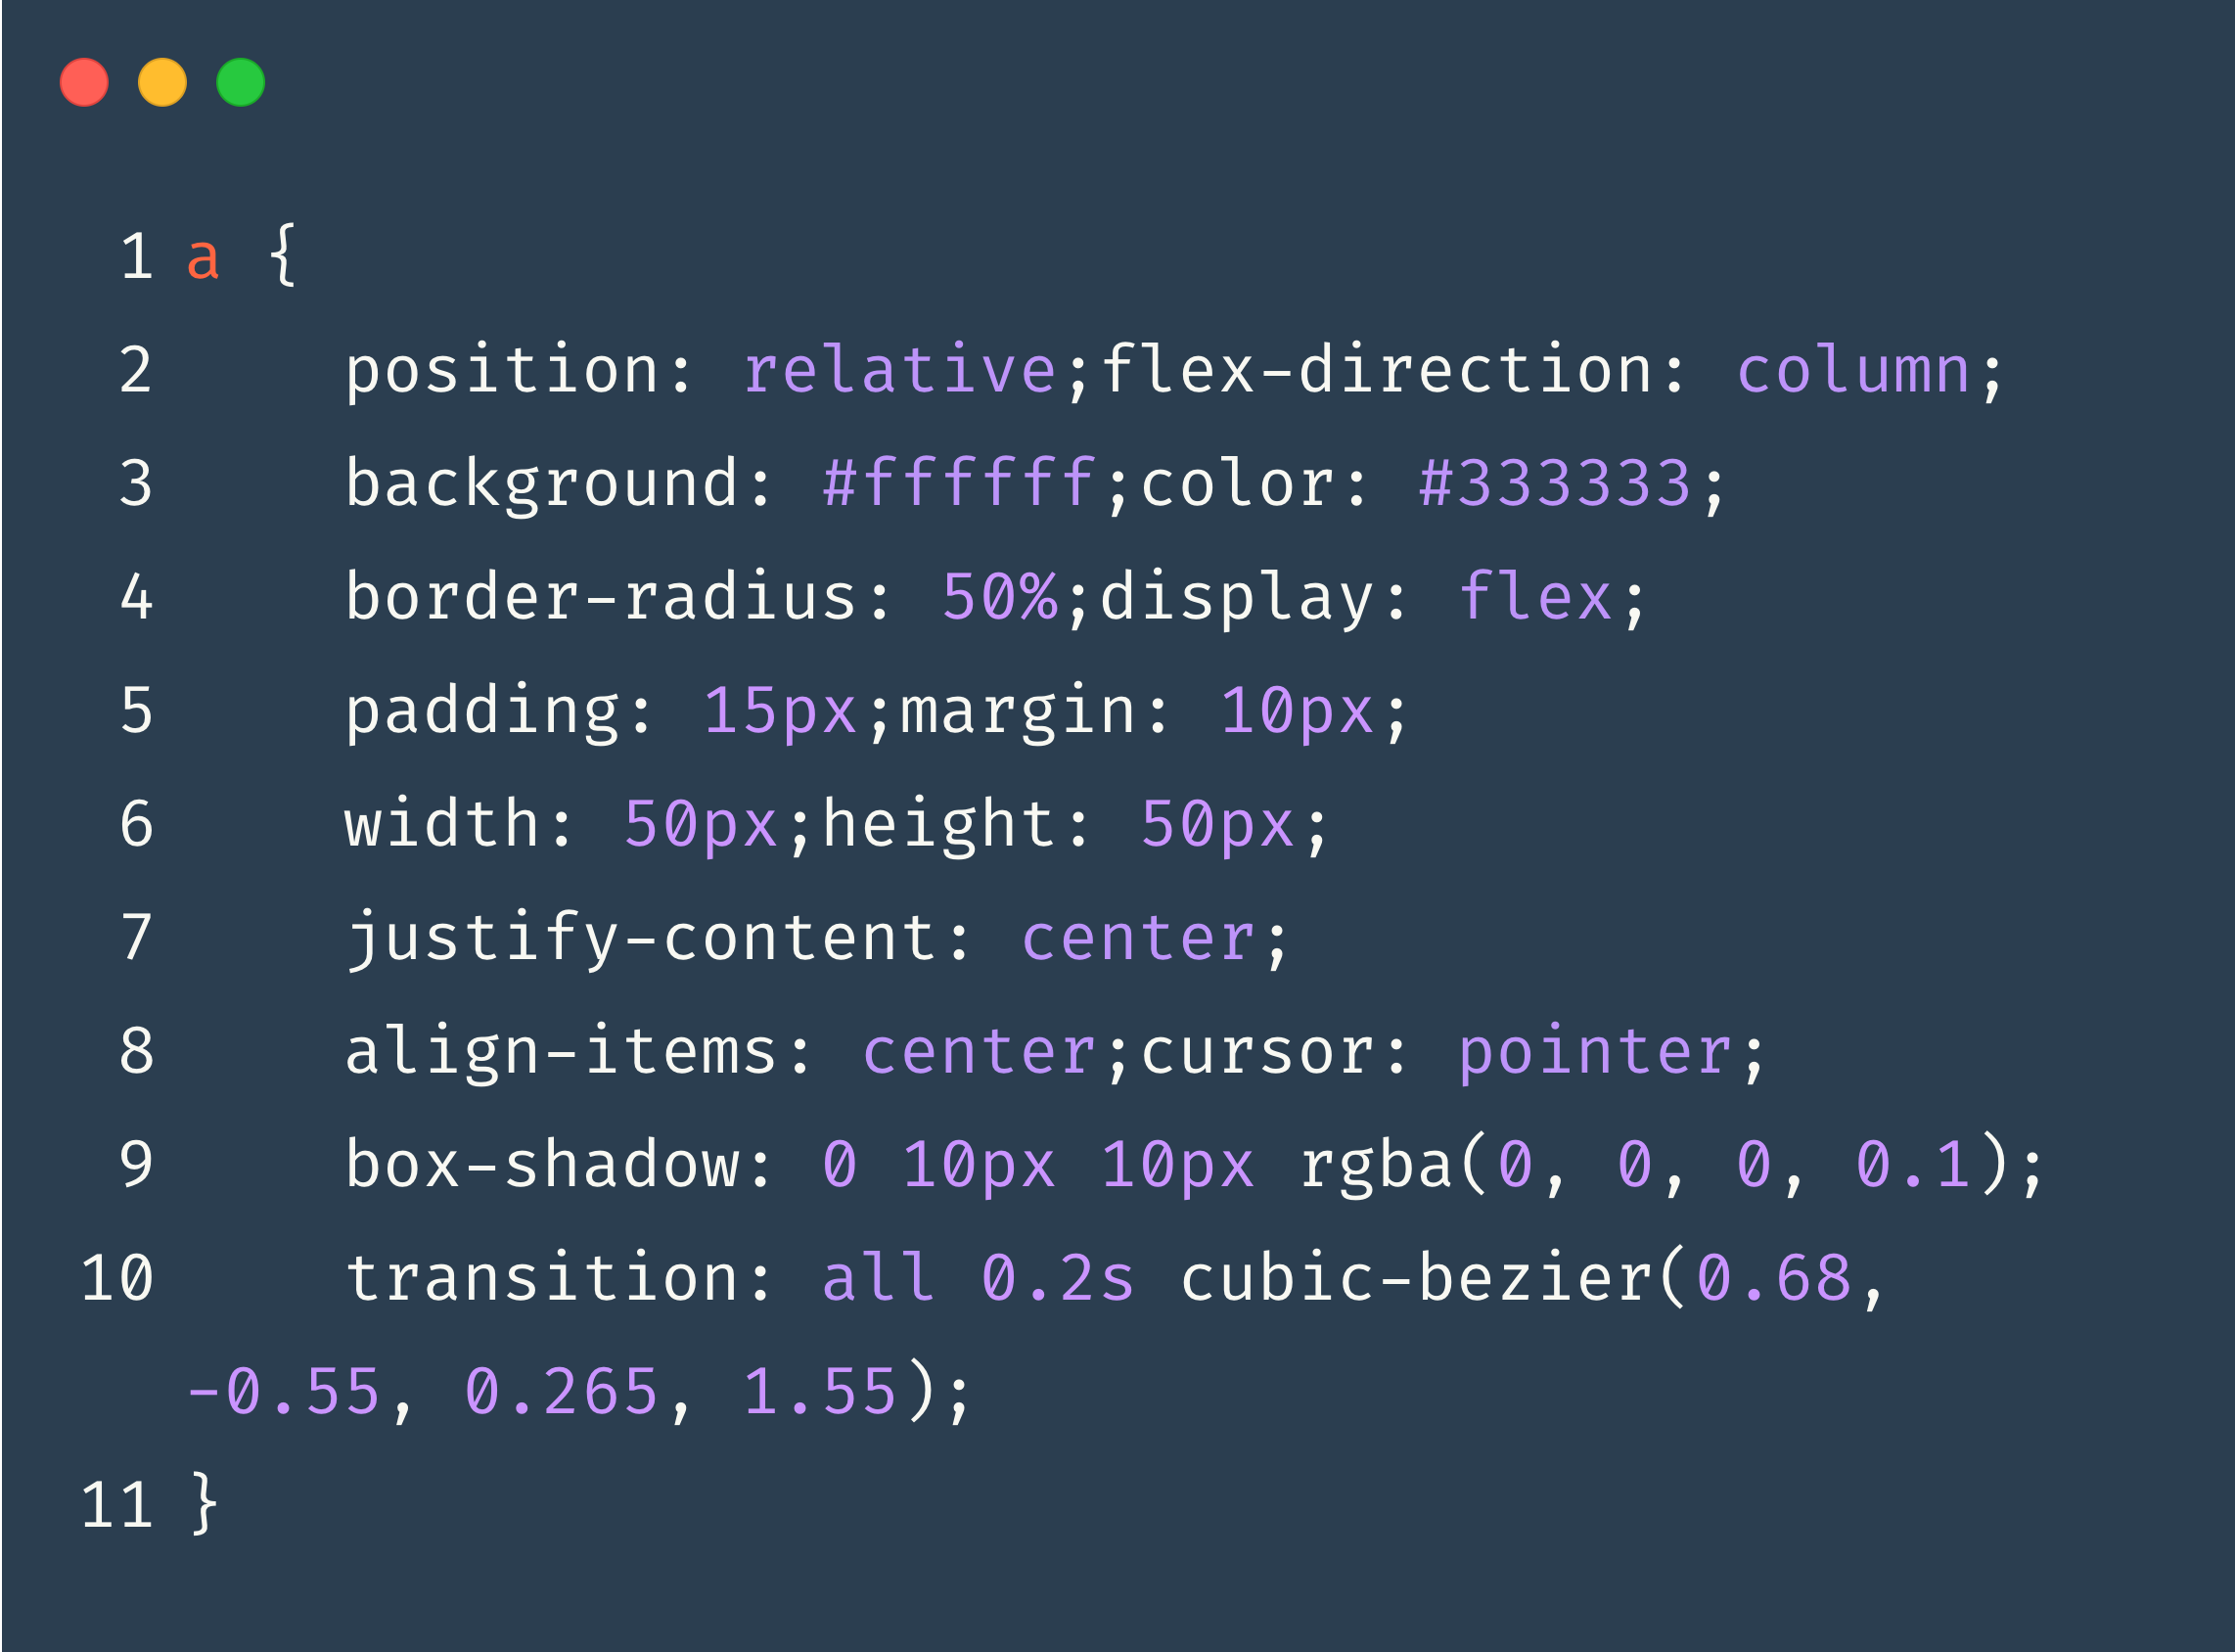 1 a {
2     position: relative;flex-direction: column;
3     background: #ffffff;color: #333333;
4     border-radius: 50%;display: flex;
5     padding: 15px;margin: 10px;
6     width: 50px;height: 50px;
7     justify-content: center;
8     align-items: center;cursor: pointer;
9     box-shadow: 0 10px 10px rgba(0, 0, 0, 0.1);
10     transition: all 0.2s cubic-bezier(0.68,
-0.55, 0.265, 1.55);
11 }